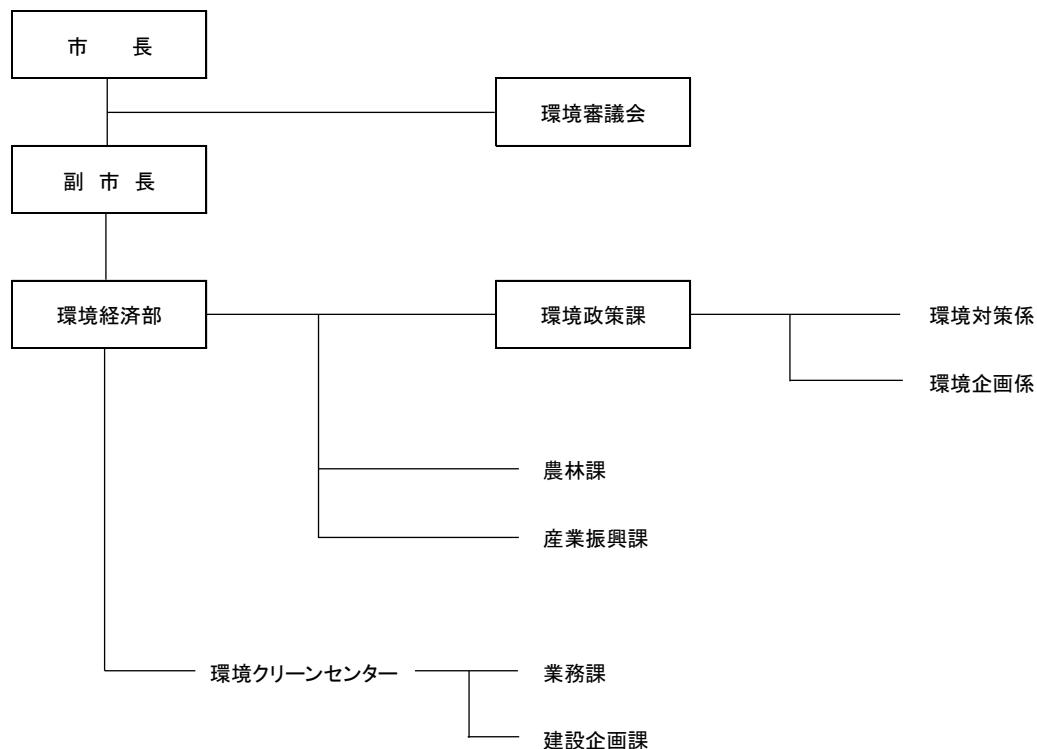 市　　長
環境審議会
副　市　長
環境経済部
環境政策課
環境対策係
環境企画係
農林課
産業振興課
環境クリーンセンター
業務課
建設企画課